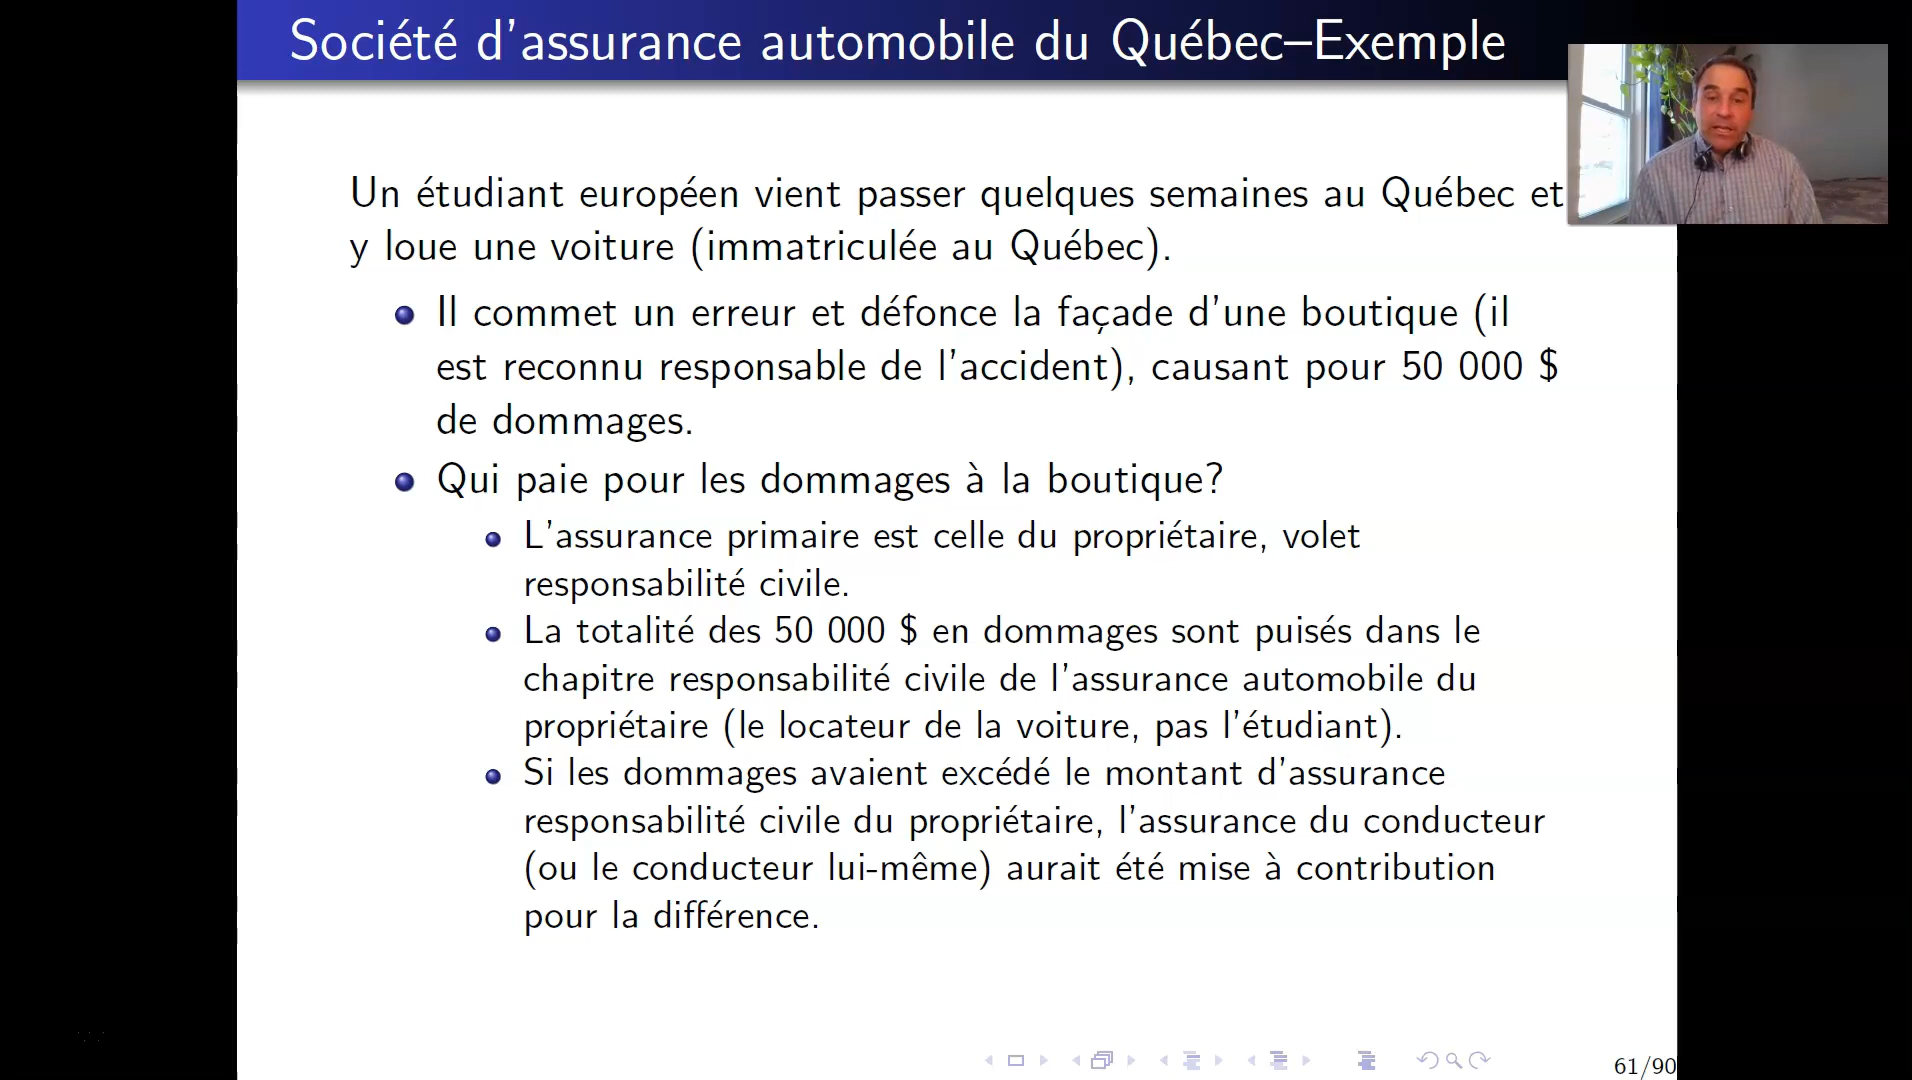 Société d'assurance automobile du Québec–Exemple
Un étudiant européen vient passer quelques semaines au Québec et
y loue une voiture (immatriculée au Québec).
Il commet un erreur et défonce la façade d'une boutique (il
est reconnu responsable de l'accident), causant pour 50 000 $
de dommages.
Qui paie pour les dommages à la boutique?
L'assurance primaire est celle du propriétaire, volet
responsabilité civile.
La totalité des 50 000 $ en dommages sont puisés dans le
chapitre responsabilité civile de l'assurance automobile du
propriétaire (le locateur de la voiture, pas l'étudiant).
Si les dommages avaient excédé le montant d'assurance
responsabilité civile du propriétaire, l'assurance du conducteur
(ou le conducteur lui-même) aurait été mise à contribution
pour la différence.
61/90